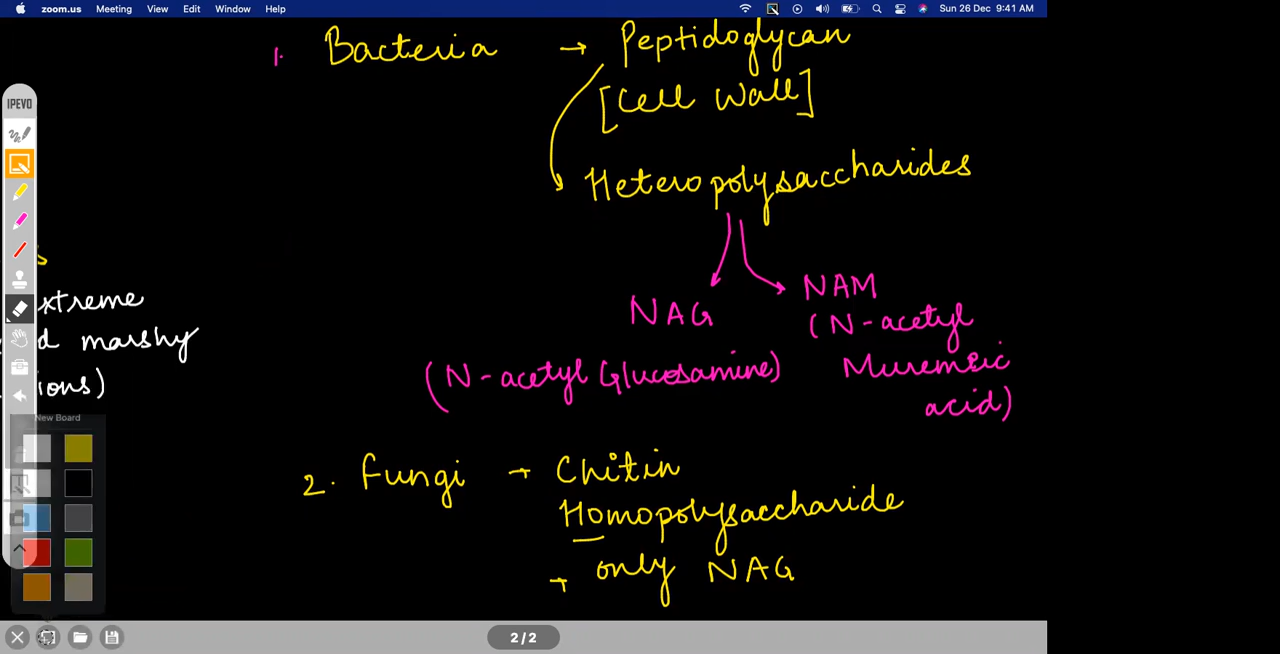 zoom.us Meeting View Edit Window Help Sun 26 Dec 9:41 AM
1. Bacteria → Peptidoglycan
[Cell Wall]
IPEVO
Heteropolysaccharides
s
xtreme
d marshy
ions)
NAG
NAM
(N-acetyl Glucosamine)
(N-acetyl
Muremic
acid)
New Board
2. Fungi → Chitin
Homopolysaccharide
→ only NAG
2/2